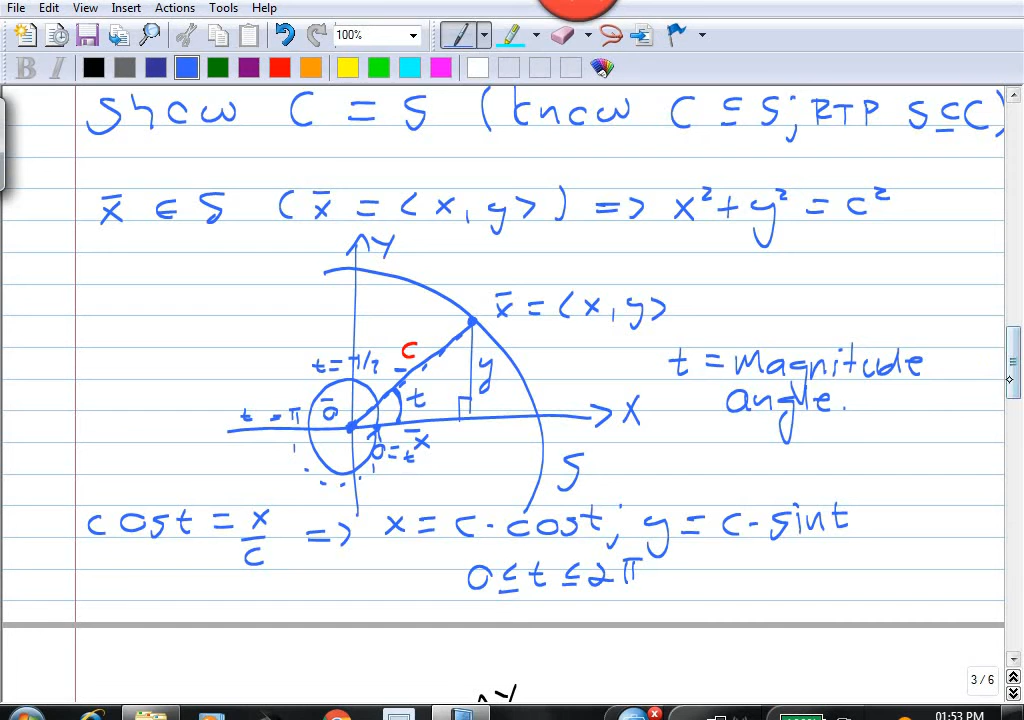 File Edit View Insert Actions Tools Help
100%
B I
Show C = S (know C ⊆ S; RTP S ⊆ C)
x̄ ∈ S (x̄ = <x, y>) => x² + y² = c²
Y
x̄ = <x, y>
c
t = π/2
y
t = magnitude
angle.
t
t = π
ō
X
x̄
0 = t
S
cos t = x/c => x = c · cos t; y = c · sin t
0 ≤ t ≤ 2π
3 / 6
Y
01:53 PM